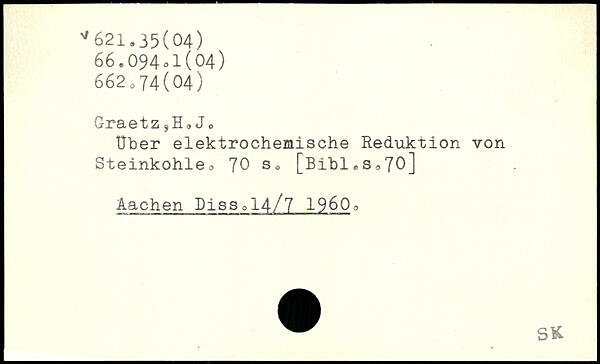 √621.35(04)
66.094.1(04)
662.74(04)
Graetz,H.J.
Über elektrochemische Reduktion von
Steinkohle. 70 s. [Bibl.s.70]
Aachen Diss.14/7 1960.
SK